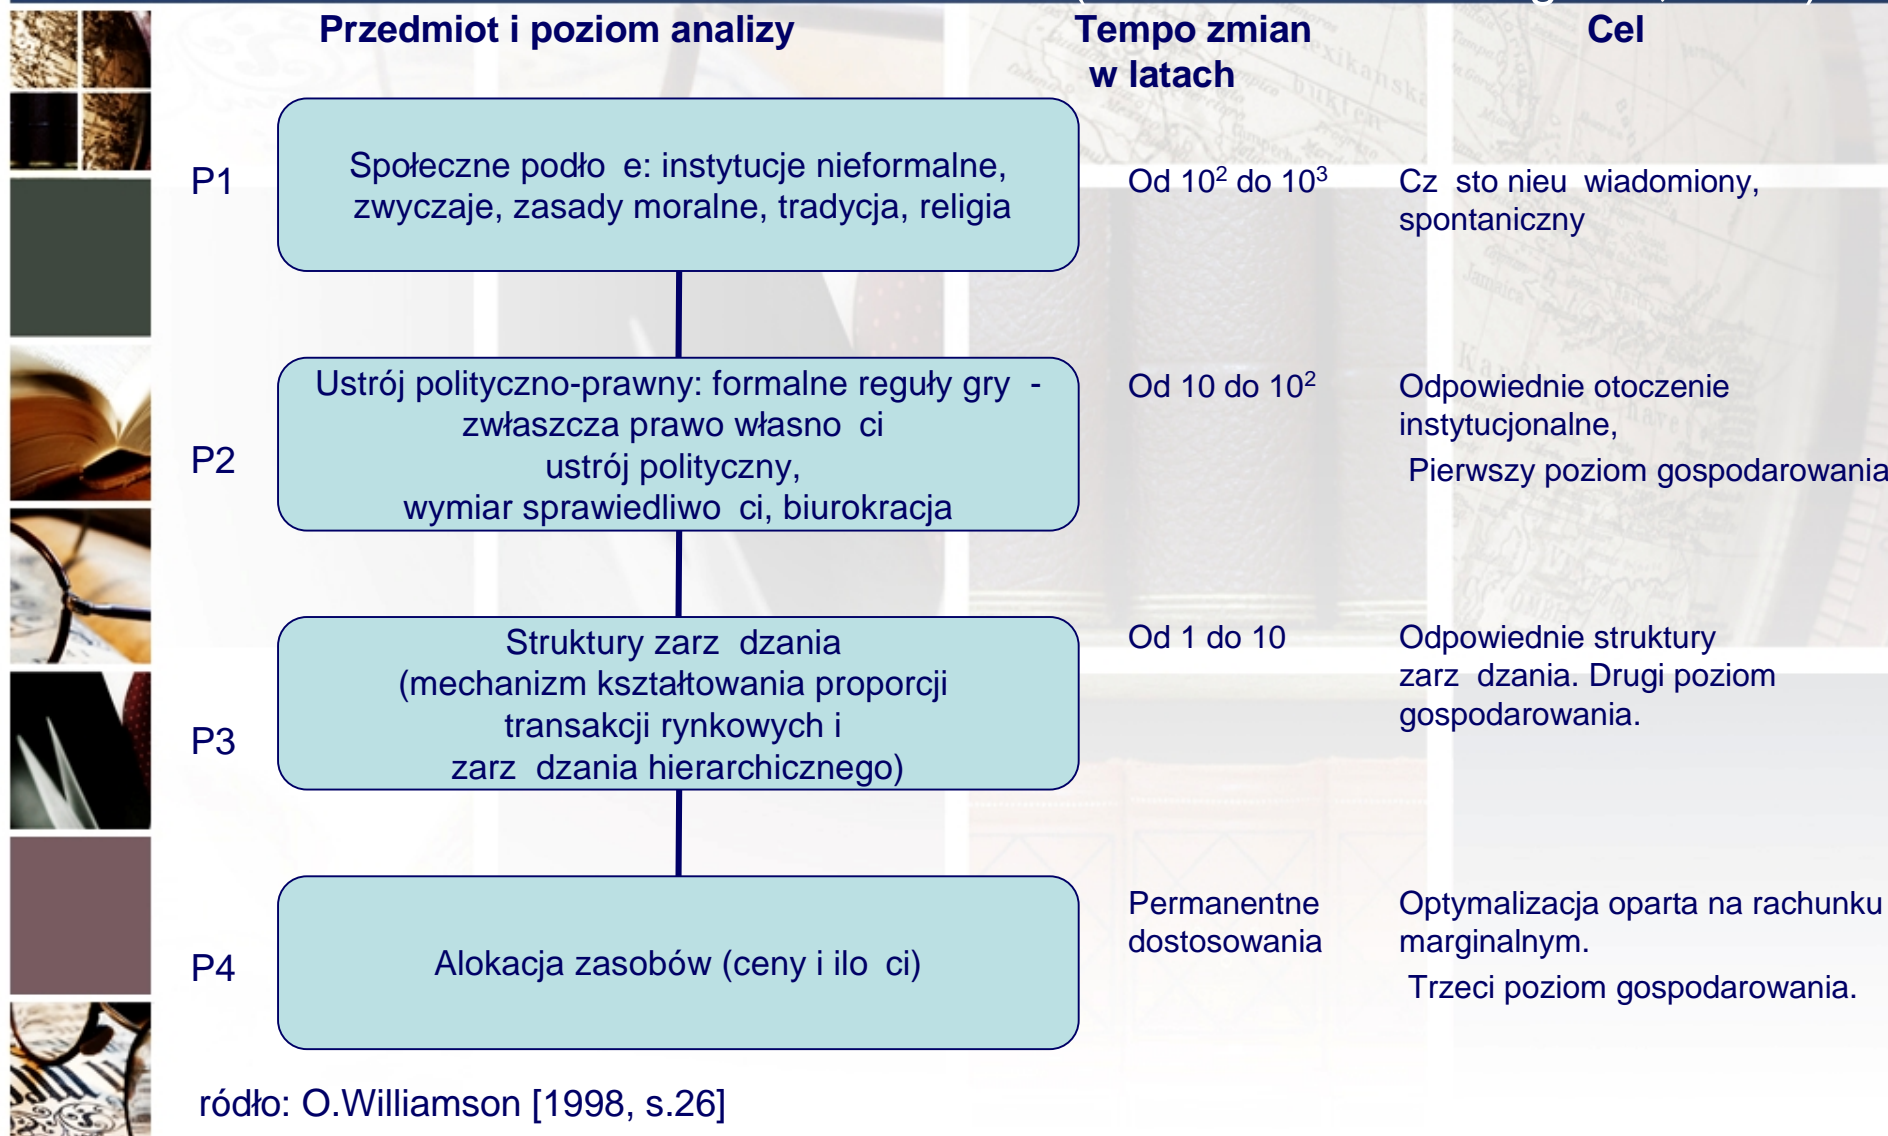 Przedmiot i poziom analizy
Tempo zmian
w latach
Cel
P1
Społeczne podło e: instytucje nieformalne,
zwyczaje, zasady moralne, tradycja, religia
Od 10² do 10³
Cz sto nieu wiadomiony,
spontaniczny
P2
Ustrój polityczno-prawny: formalne reguły gry -
zwłaszcza prawo własno ci
ustrój polityczny,
wymiar sprawiedliwo ci, biurokracja
Od 10 do 10²
Odpowiednie otoczenie
instytucjonalne,
Pierwszy poziom gospodarowania
P3
Struktury zarz dzania
(mechanizm kształtowania proporcji
transakcji rynkowych i
zarz dzania hierarchicznego)
Od 1 do 10
Odpowiednie struktury
zarz dzania. Drugi poziom
gospodarowania.
P4
Alokacja zasobów (ceny i ilo ci)
Permanentne
dostosowania
Optymalizacja oparta na rachunku
marginalnym.
Trzeci poziom gospodarowania.
ródło: O.Williamson [1998, s.26]